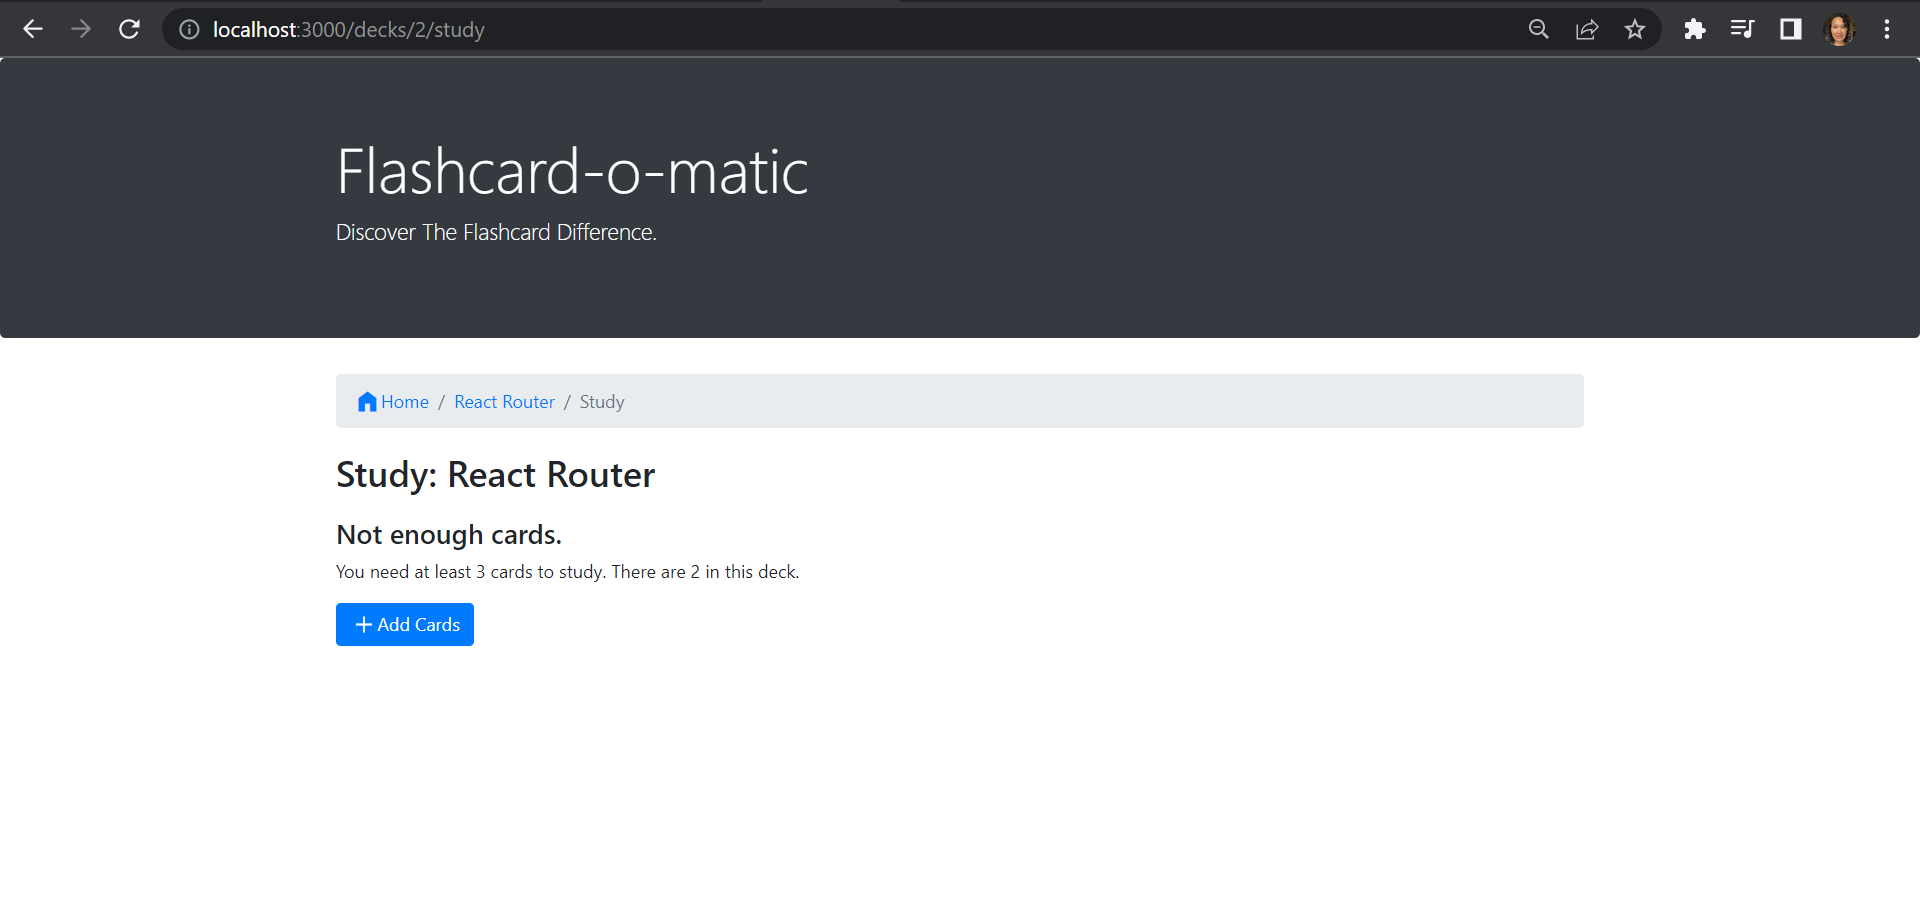 localhost:3000/decks/2/study
Flashcard-o-matic
Discover The Flashcard Difference.
Home / React Router / Study
Study: React Router
Not enough cards.
You need at least 3 cards to study. There are 2 in this deck.
+ Add Cards